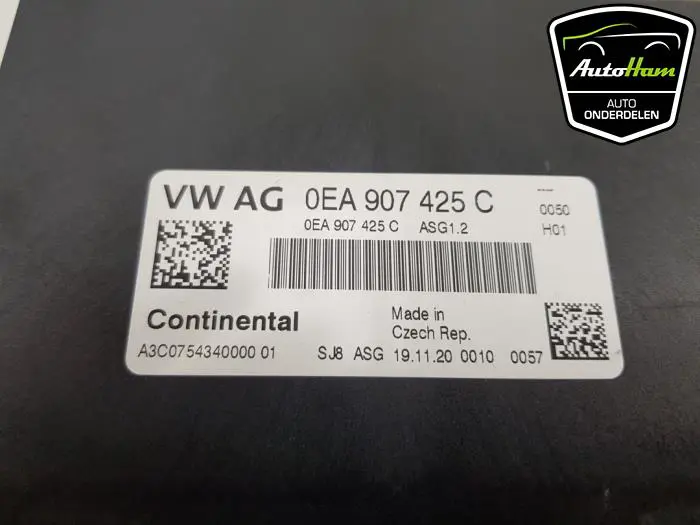 AutoHam
AUTO
ONDERDELEN
VW AG 0EA 907 425 C
0EA 907 425 C ASG1.2
0050
H01
Continental
Made in
Czech Rep.
A3C0754340000 01 SJ8 ASG 19.11.20 0010 0057